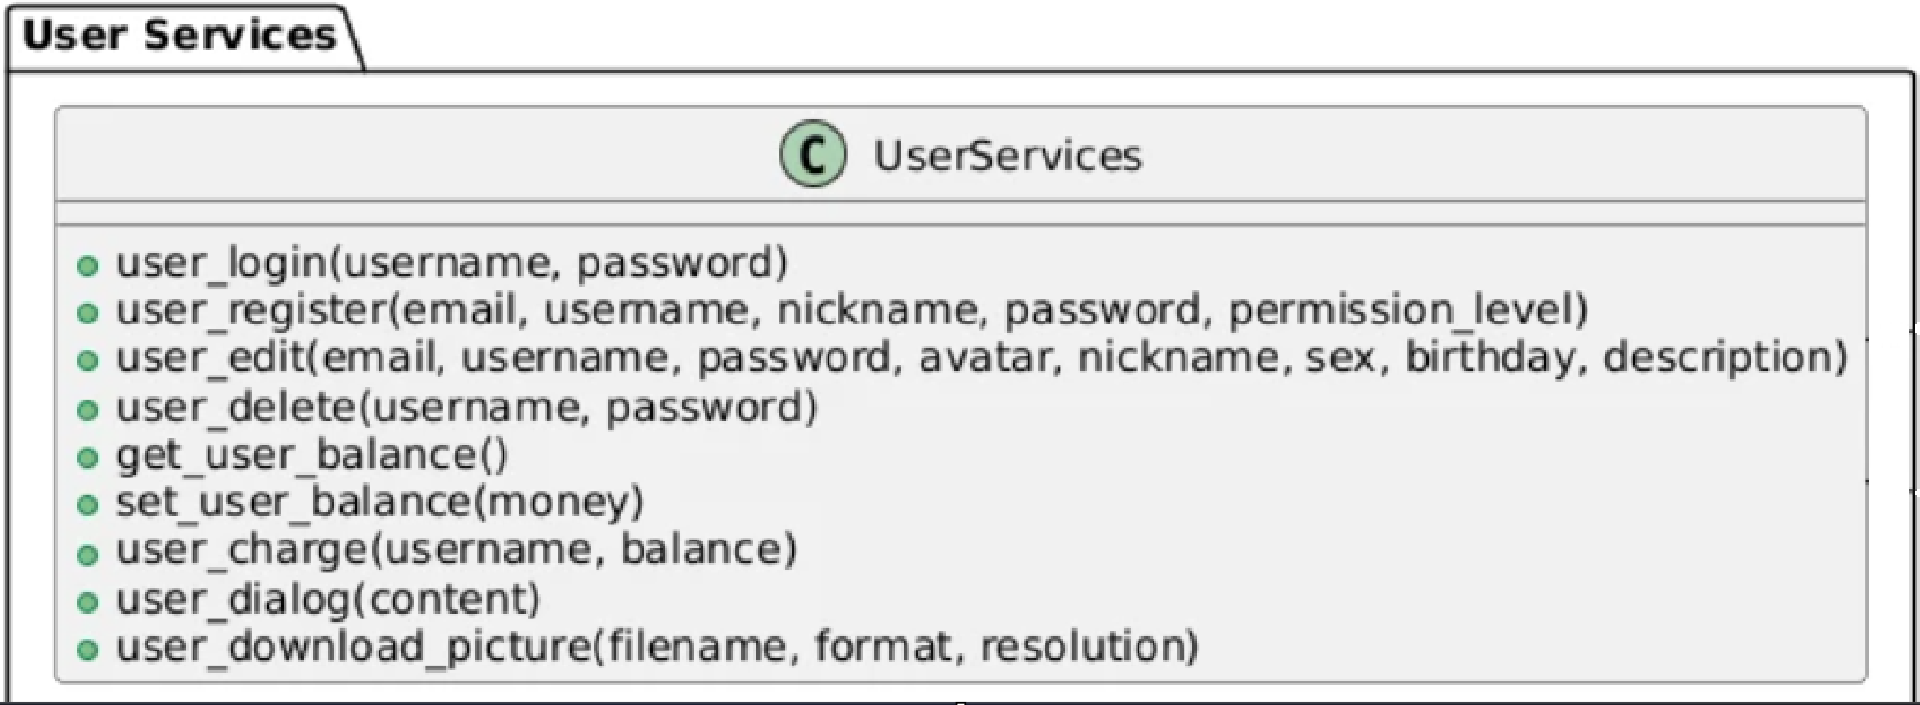 User Services
C UserServices
user_login(username, password)
user_register(email, username, nickname, password, permission_level)
user_edit(email, username, password, avatar, nickname, sex, birthday, description)
user_delete(username, password)
get_user_balance()
set_user_balance(money)
user_charge(username, balance)
user_dialog(content)
user_download_picture(filename, format, resolution)